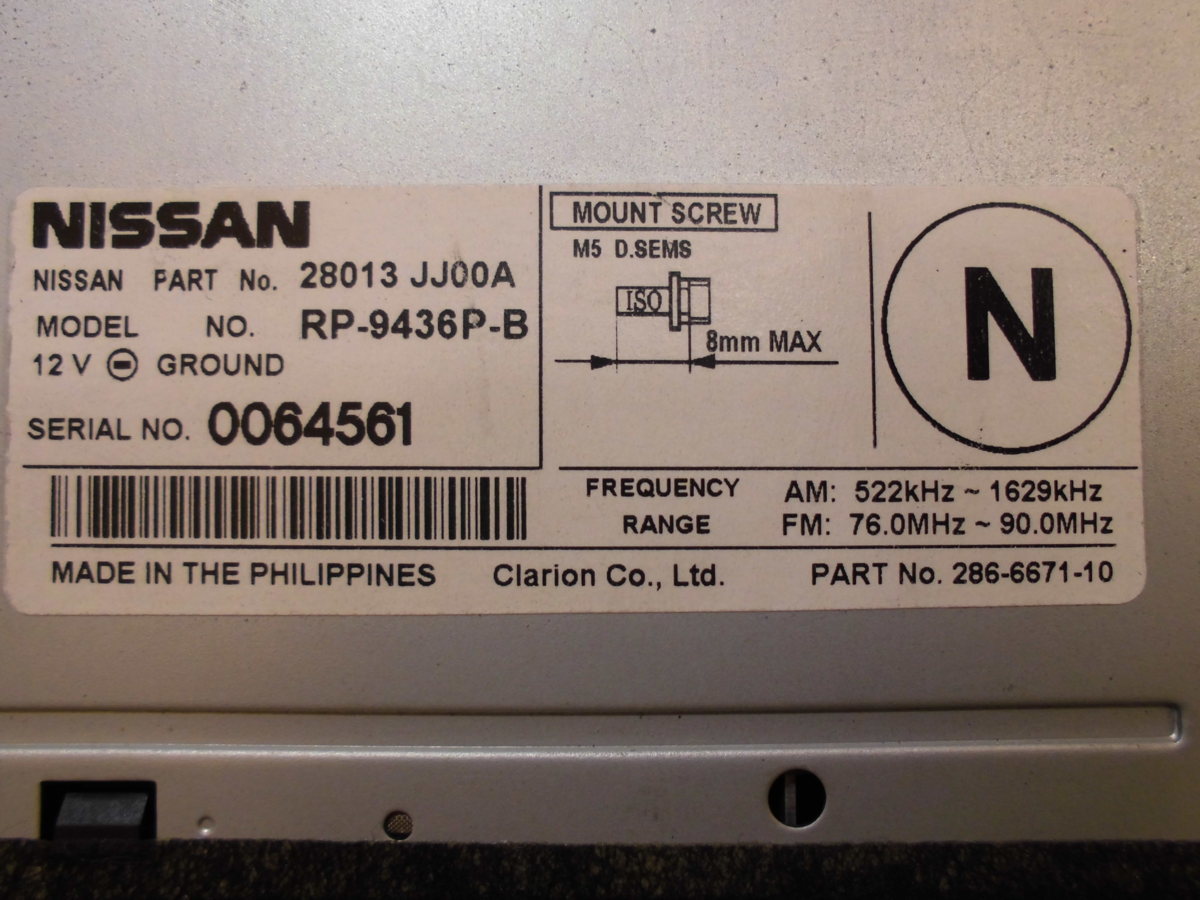 NISSAN
NISSAN PART No. 28013 JJ00A
MODEL NO. RP-9436P-B
12 V ⊖ GROUND
SERIAL NO. 0064561
MOUNT SCREW
M5 D.SEMS
ISO
8mm MAX
N
FREQUENCY RANGE
AM: 522kHz ~ 1629kHz
FM: 76.0MHz ~ 90.0MHz
MADE IN THE PHILIPPINES Clarion Co., Ltd. PART No. 286-6671-10